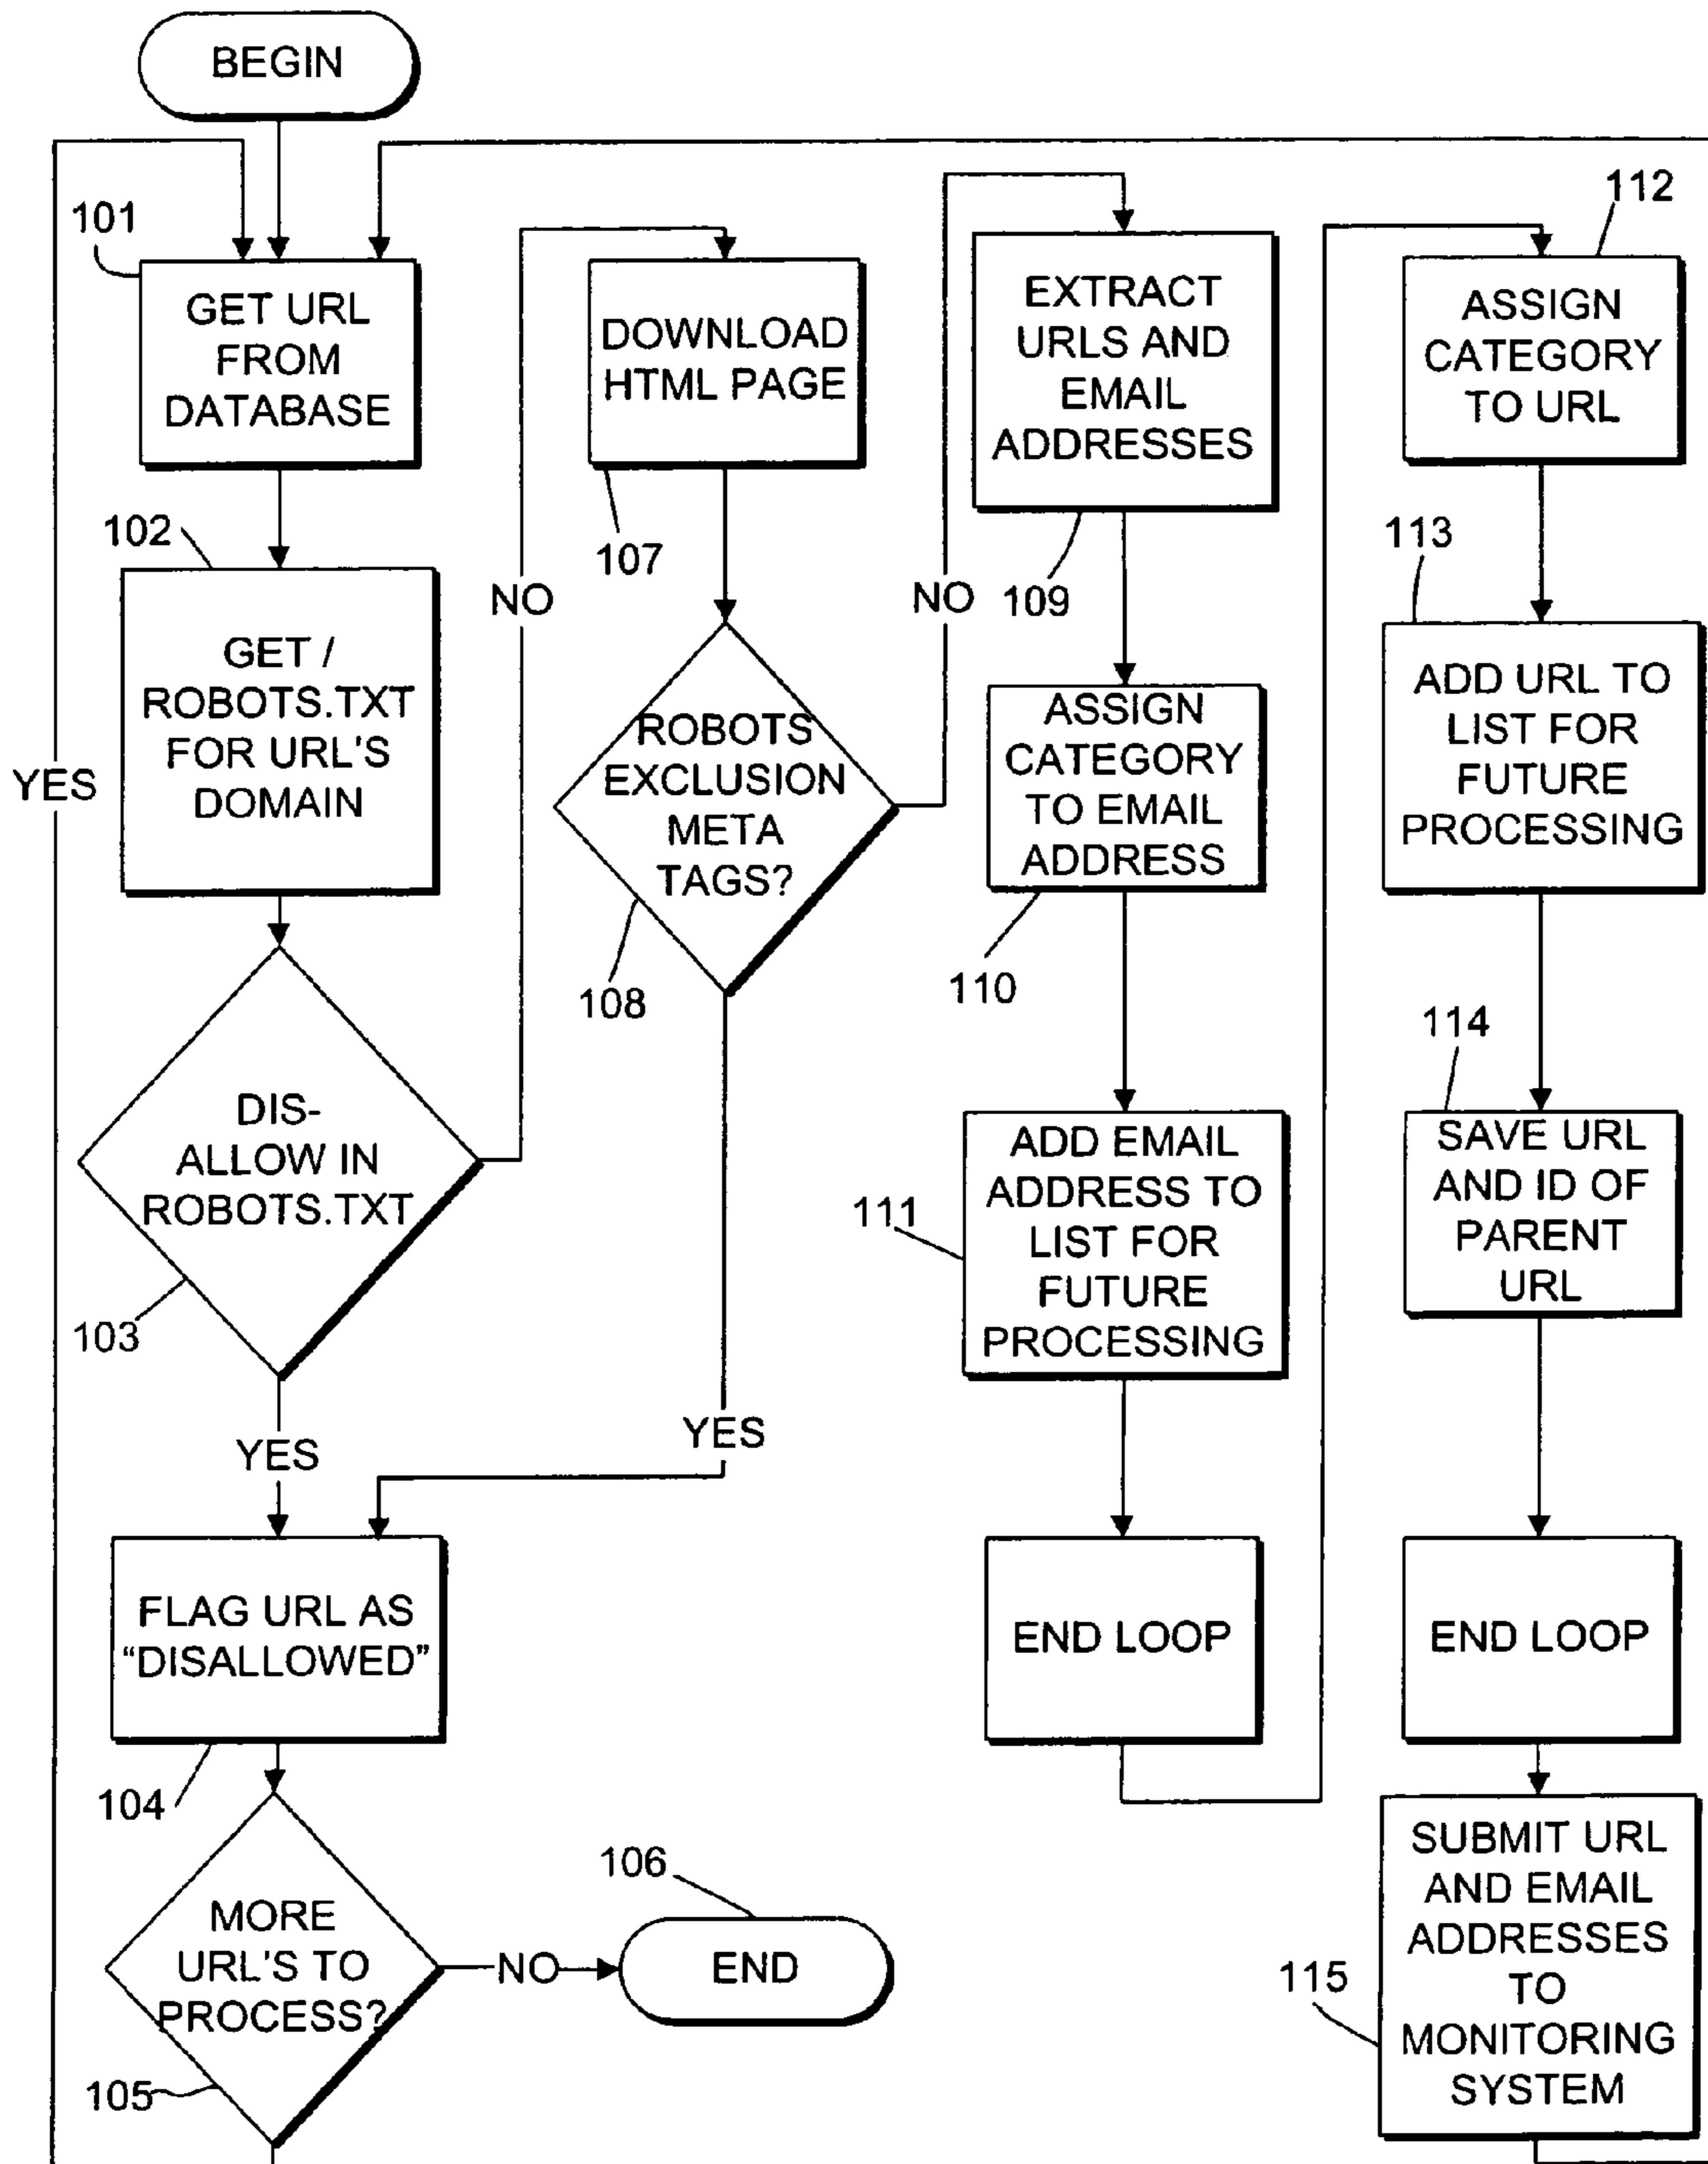 BEGIN
101
GET URL
FROM
DATABASE
102
GET /
ROBOTS.TXT
FOR URL'S
DOMAIN
YES
NO
DIS-
ALLOW IN
ROBOTS.TXT
103
YES
FLAG URL AS
“DISALLOWED”
104
MORE
URL'S TO
PROCESS?
105
NO
106
END
DOWNLOAD
HTML PAGE
107
ROBOTS
EXCLUSION
META
TAGS?
108
NO
YES
EXTRACT
URLS AND
EMAIL
ADDRESSES
109
ASSIGN
CATEGORY
TO EMAIL
ADDRESS
110
ADD EMAIL
ADDRESS TO
LIST FOR
FUTURE
PROCESSING
111
END LOOP
112
ASSIGN
CATEGORY
TO URL
113
ADD URL TO
LIST FOR
FUTURE
PROCESSING
114
SAVE URL
AND ID OF
PARENT
URL
END LOOP
SUBMIT URL
AND EMAIL
ADDRESSES
TO
MONITORING
SYSTEM
115